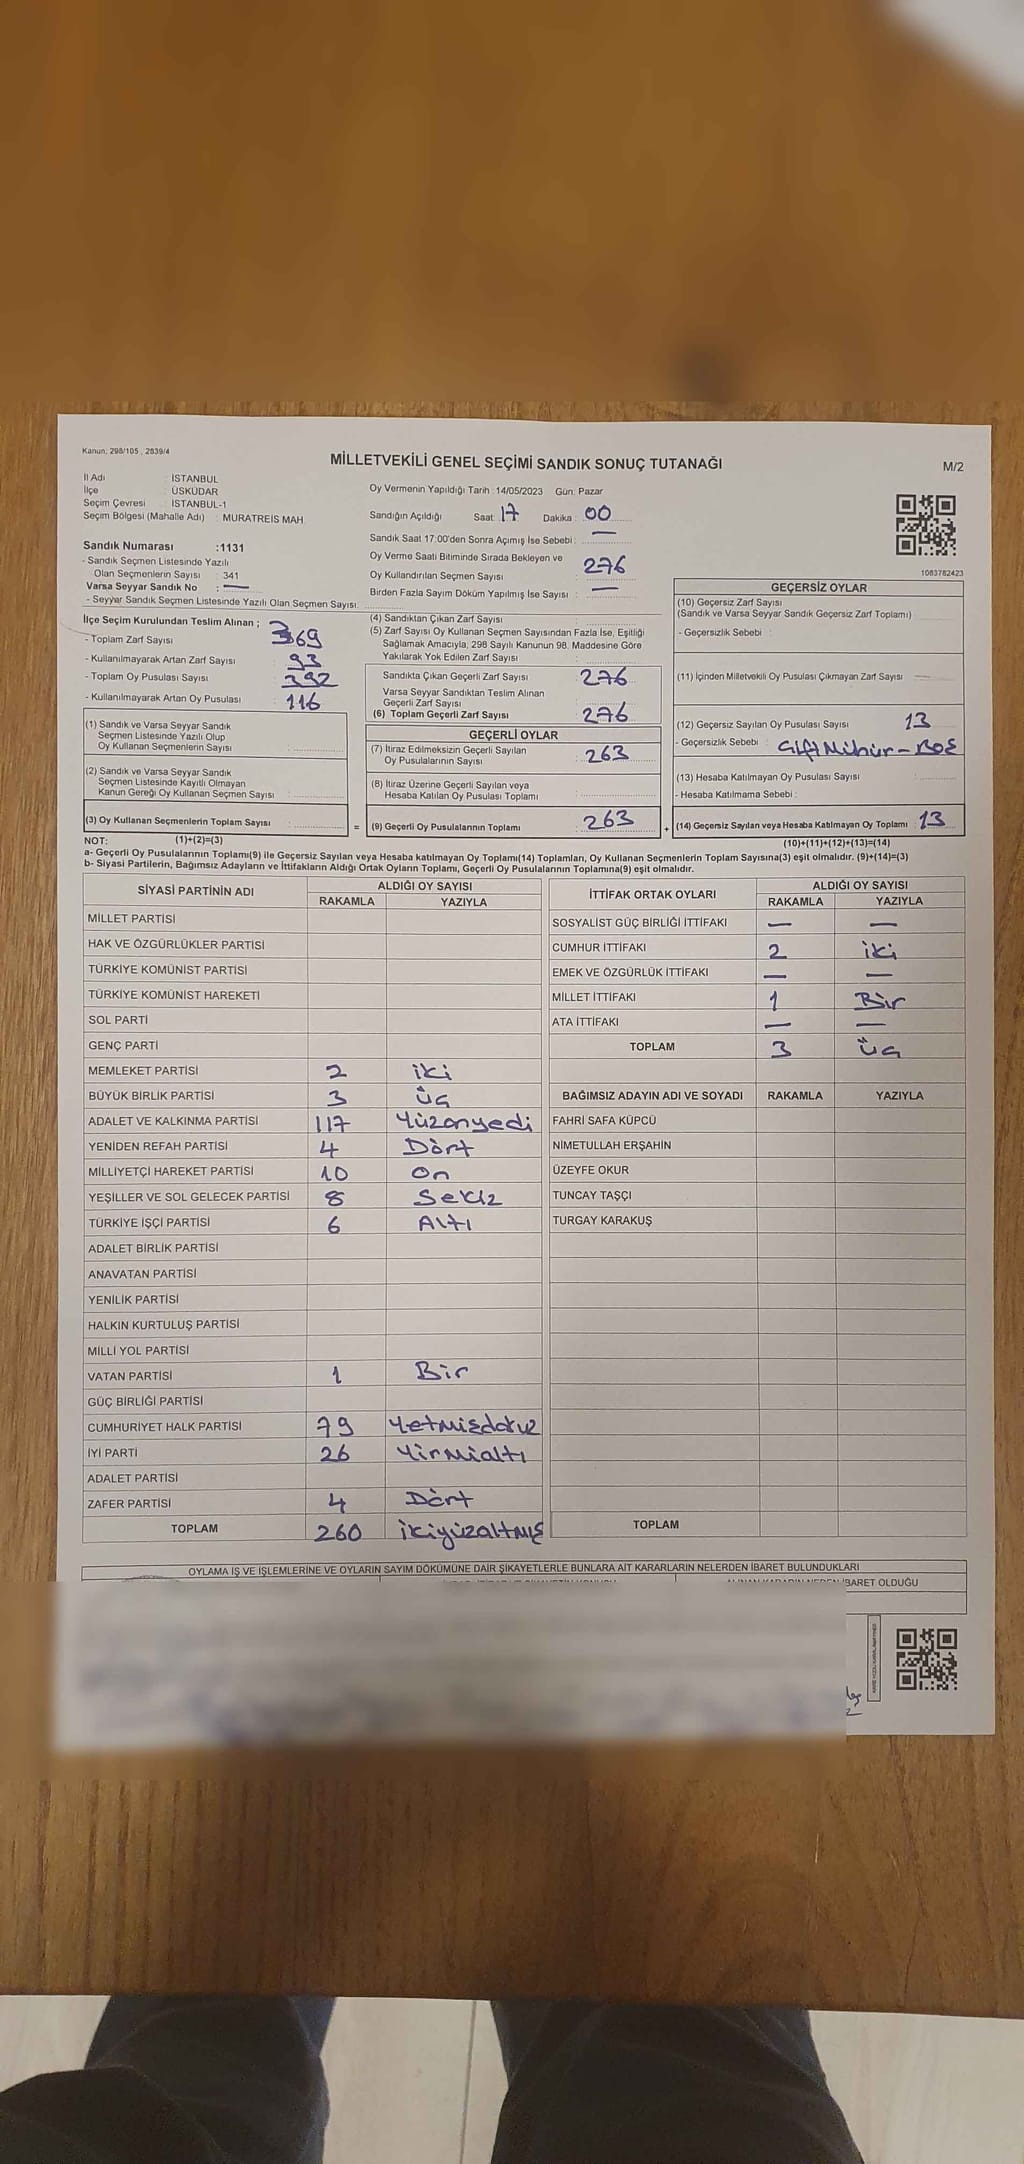 Kanun, 298/105 , 2839/4
MİLLETVEKİLİ GENEL SEÇİMİ SANDIK SONUÇ TUTANAĞI
M/2
İl Adı : İSTANBUL
İlçe : ÜSKÜDAR
Seçim Çevresi : İSTANBUL-1
Seçim Bölgesi (Mahalle Adı) : MURATREİS MAH.
Sandık Numarası :1131
- Sandık Seçmen Listesinde Yazılı
Olan Seçmenlerin Sayısı : 341
Varsa Seyyar Sandık No : —
- Seyyar Sandık Seçmen Listesinde Yazılı Olan Seçmen Sayısı:
Oy Vermenin Yapıldığı Tarih :14/05/2023 Gün: Pazar
Sandığın Açıldığı Saat: 17 Dakika : 00
Sandık Saat 17:00'den Sonra Açımış İse Sebebi : —
Oy Verme Saati Bitiminde Sırada Bekleyen ve
Oy Kullandırılan Seçmen Sayısı : 276
Birden Fazla Sayım Döküm Yapılmış İse Sayısı : —
1083782423
İlçe Seçim Kurulundan Teslim Alınan ;
- Toplam Zarf Sayısı : 369
- Kullanılmayarak Artan Zarf Sayısı : 93
- Toplam Oy Pusulası Sayısı : 392
- Kullanılmayarak Artan Oy Pusulası : 116
(1) Sandık ve Varsa Seyyar Sandık
Seçmen Listesinde Yazılı Olup
Oy Kullanan Seçmenlerin Sayısı :
(2) Sandık ve Varsa Seyyar Sandık
Seçmen Listesinde Kayıtlı Olmayan
Kanun Gereği Oy Kullanan Seçmen Sayısı :
(3) Oy Kullanan Seçmenlerin Toplam Sayısı :
(4) Sandıktan Çıkan Zarf Sayısı :
(5) Zarf Sayısı Oy Kullanan Seçmen Sayısından Fazla İse, Eşitliği
Sağlamak Amacıyla, 298 Sayılı Kanunun 98. Maddesine Göre
Yakılarak Yok Edilen Zarf Sayısı :
Sandıkta Çıkan Geçerli Zarf Sayısı : 276
Varsa Seyyar Sandıktan Teslim Alınan
Geçerli Zarf Sayısı :
(6) Toplam Geçerli Zarf Sayısı : 276
GEÇERLİ OYLAR
(7) İtiraz Edilmeksizin Geçerli Sayılan
Oy Pusulalarının Sayısı : 263
(8) İtiraz Üzerine Geçerli Sayılan veya
Hesaba Katılan Oy Pusulası Toplamı :
= (9) Geçerli Oy Pusulalarının Toplamı : 263
GEÇERSİZ OYLAR
(10) Geçersiz Zarf Sayısı
(Sandık ve Varsa Seyyar Sandık Geçersiz Zarf Toplamı) :
- Geçersizlik Sebebi :
(11) İçinden Milletvekili Oy Pusulası Çıkmayan Zarf Sayısı :
(12) Geçersiz Sayılan Oy Pusulası Sayısı : 13
- Geçersizlik Sebebi : Çift Mühür - Boş
(13) Hesaba Katılmayan Oy Pusulası Sayısı :
- Hesaba Katılmama Sebebi :
+ (14) Geçersiz Sayılan veya Hesaba Katılmayan Oy Toplamı : 13
NOT: (1)+(2)=(3)
(10)+(11)+(12)+(13)=(14)
a- Geçerli Oy Pusulalarının Toplamı(9) ile Geçersiz Sayılan veya Hesaba katılmayan Oy Toplamı(14) Toplamları, Oy Kullanan Seçmenlerin Toplam Sayısına(3) eşit olmalıdır. (9)+(14)=(3)
b- Siyasi Partilerin, Bağımsız Adayların ve İttifakların Aldığı Ortak Oyların Toplamı, Geçerli Oy Pusulalarının Toplamına(9) eşit olmalıdır.
SİYASİ PARTİNİN ADI ALDIĞI OY SAYISI
RAKAMLA YAZIYLA
MİLLET PARTİSİ
HAK VE ÖZGÜRLÜKLER PARTİSİ
TÜRKİYE KOMÜNİST PARTİSİ
TÜRKİYE KOMÜNİST HAREKETİ
SOL PARTİ
GENÇ PARTİ
MEMLEKET PARTİSİ 2 iki
BÜYÜK BİRLİK PARTİSİ 3 üç
ADALET VE KALKINMA PARTİSİ 117 Yüzonyedi
YENİDEN REFAH PARTİSİ 4 Dört
MİLLİYETÇİ HAREKET PARTİSİ 10 On
YEŞİLLER VE SOL GELECEK PARTİSİ 8 Sekiz
TÜRKİYE İŞÇİ PARTİSİ 6 Altı
ADALET BİRLİK PARTİSİ
ANAVATAN PARTİSİ
YENİLİK PARTİSİ
HALKIN KURTULUŞ PARTİSİ
MİLLİ YOL PARTİSİ
VATAN PARTİSİ 1 Bir
GÜÇ BİRLİĞİ PARTİSİ
CUMHURİYET HALK PARTİSİ 79 Yetmişdokuz
İYİ PARTİ 26 Yirmialtı
ADALET PARTİSİ
ZAFER PARTİSİ 4 Dört
TOPLAM 260 ikiyüzaltmış
İTTİFAK ORTAK OYLARI ALDIĞI OY SAYISI
RAKAMLA YAZIYLA
SOSYALİST GÜÇ BİRLİĞİ İTTİFAKI — —
CUMHUR İTTİFAKI 2 iki
EMEK VE ÖZGÜRLÜK İTTİFAKI — —
MİLLET İTTİFAKI 1 Bir
ATA İTTİFAKI — —
TOPLAM 3 üç
BAĞIMSIZ ADAYIN ADI VE SOYADI RAKAMLA YAZIYLA
FAHRİ SAFA KÜPCÜ
NİMETULLAH ERŞAHİN
ÜZEYFE OKUR
TUNCAY TAŞÇI
TURGAY KARAKUŞ
TOPLAM
OYLAMA İŞ VE İŞLEMLERİNE VE OYLARIN SAYIM DÖKÜMÜNE DAİR ŞİKAYETLERLE BUNLARA AİT KARARLARIN NELERDEN İBARET BULUNDUKLARI
İBARET OLDUĞU